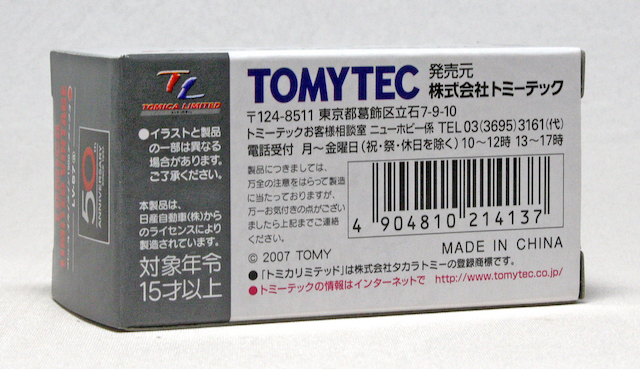 TL
TOMICA LIMITED
●イラストと製品
の一部は異なる
場合があります。
ご了承ください。
本製品は、
日産自動車(株)から
のライセンスにより
製造されています。
対象年令
15才以上
TOMYTEC 発売元
株式会社トミーテック
〒124-8511 東京都葛飾区立石7-9-10
トミーテックお客様相談室 ニューホビー係 TEL 03(3695)3161(代)
電話受付 月〜金曜日(祝・祭・休日を除く)10〜12時 13〜17時
製品につきましては、
万全の注意をはらって製造
に当たっておりますが、
万一お気付きの点がござい
ましたら上記までご連絡
ください。
4 904810 214137
© 2007 TOMY
MADE IN CHINA
●「トミカリミテッド」は株式会社タカラトミーの登録商標です。
●トミーテックの情報はインターネットで http://www.tomytec.co.jp/